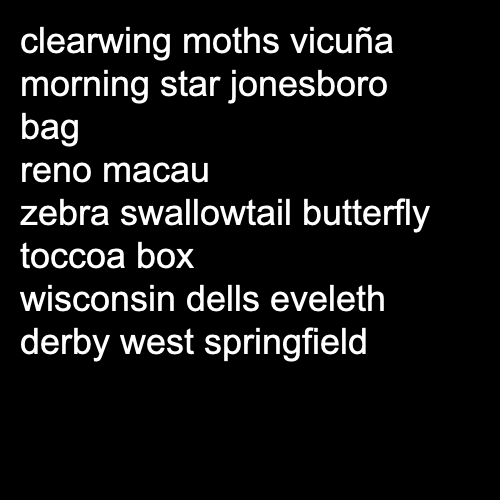 clearwing moths vicuña
morning star jonesboro
bag
reno macau
zebra swallowtail butterfly
toccoa box
wisconsin dells eveleth
derby west springfield